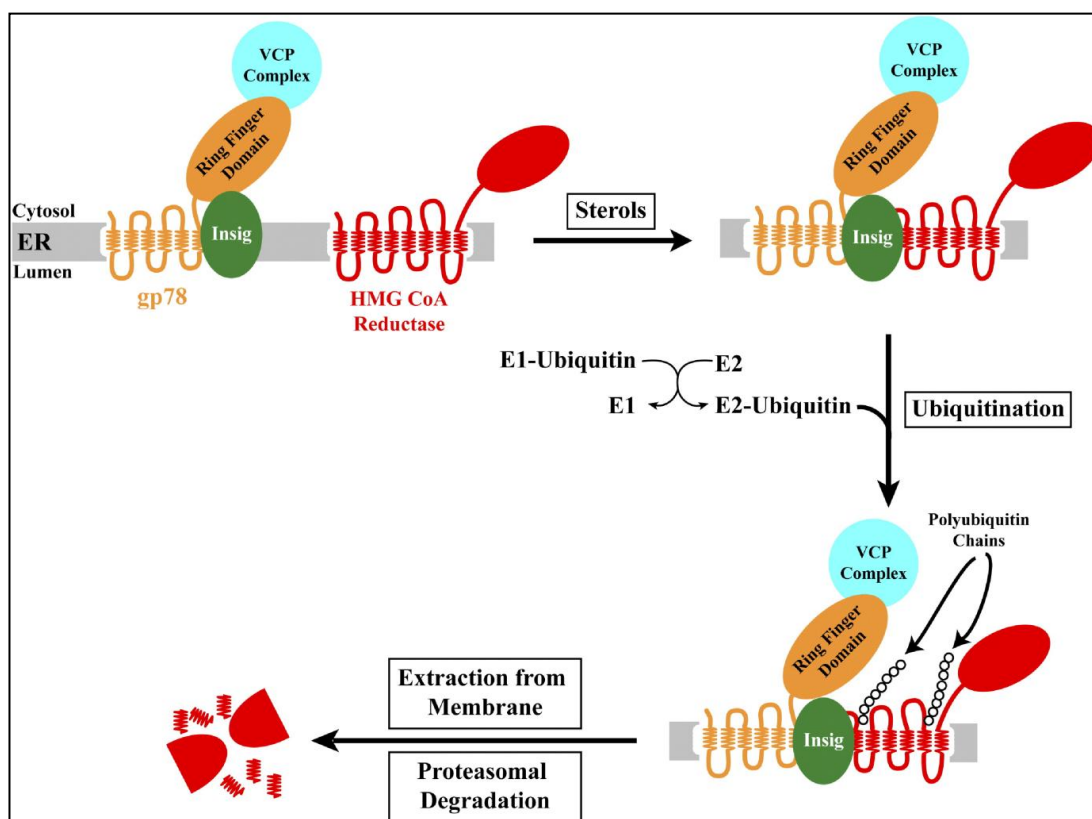 VCP
Complex
Ring Finger
Domain
Cytosol
ER
Lumen
Insig
gp78
HMG CoA
Reductase
Sterols
VCP
Complex
Ring Finger
Domain
Insig
E1-Ubiquitin
E2
E1
E2-Ubiquitin
Ubiquitination
Polyubiquitin
Chains
VCP
Complex
Ring Finger
Domain
Insig
Extraction from
Membrane
Proteasomal
Degradation